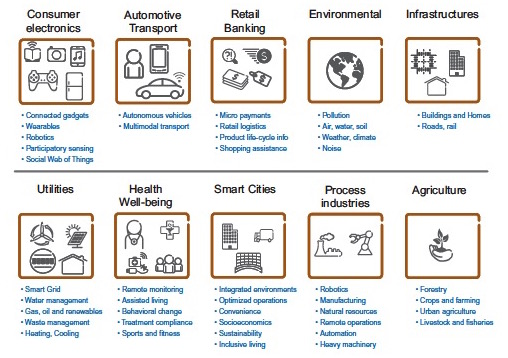 Consumer
electronics
Automotive
Transport
Retail
Banking
Environmental
Infrastructures
• Connected gadgets
• Wearables
• Robotics
• Participatory sensing
• Social Web of Things
• Autonomous vehicles
• Multimodal transport
• Micro payments
• Retail logistics
• Product life-cycle info
• Shopping assistance
• Pollution
• Air, water, soil
• Weather, climate
• Noise
• Buildings and Homes
• Roads, rail
Utilities
Health
Well-being
Smart Cities
Process
industries
Agriculture
• Smart Grid
• Water management
• Gas, oil and renewables
• Waste management
• Heating, Cooling
• Remote monitoring
• Assisted living
• Behavioral change
• Treatment compliance
• Sports and fitness
• Integrated environments
• Optimized operations
• Convenience
• Socioeconomics
• Sustainability
• Inclusive living
• Robotics
• Manufacturing
• Natural resources
• Remote operations
• Automation
• Heavy machinery
• Forestry
• Crops and farming
• Urban agriculture
• Livestock and fisheries